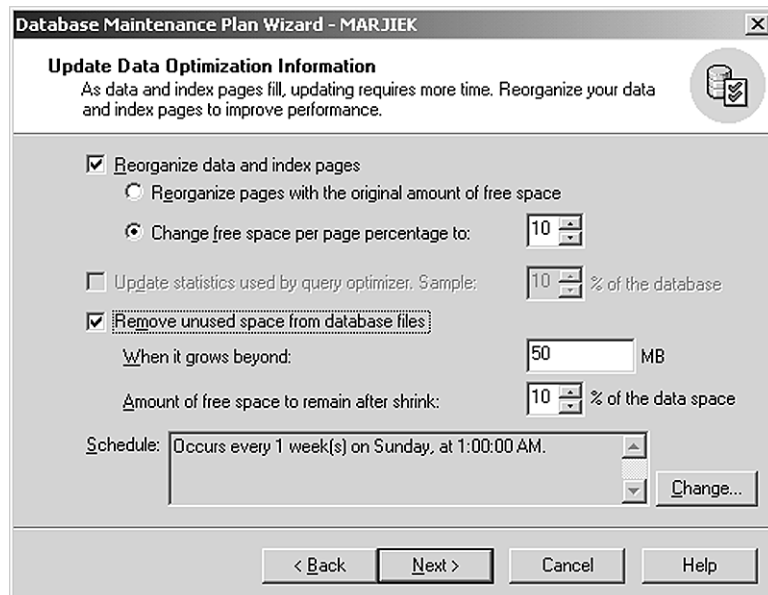 Database Maintenance Plan Wizard - MARJIEK
Update Data Optimization Information
As data and index pages fill, updating requires more time. Reorganize your data
and index pages to improve performance.
Reorganize data and index pages
Reorganize pages with the original amount of free space
Change free space per page percentage to: 10
Update statistics used by query optimizer. Sample: 10 % of the database
Remove unused space from database files
When it grows beyond: 50 MB
Amount of free space to remain after shrink: 10 % of the data space
Schedule: Occurs every 1 week(s) on Sunday, at 1:00:00 AM.
Change...
< Back Next > Cancel Help